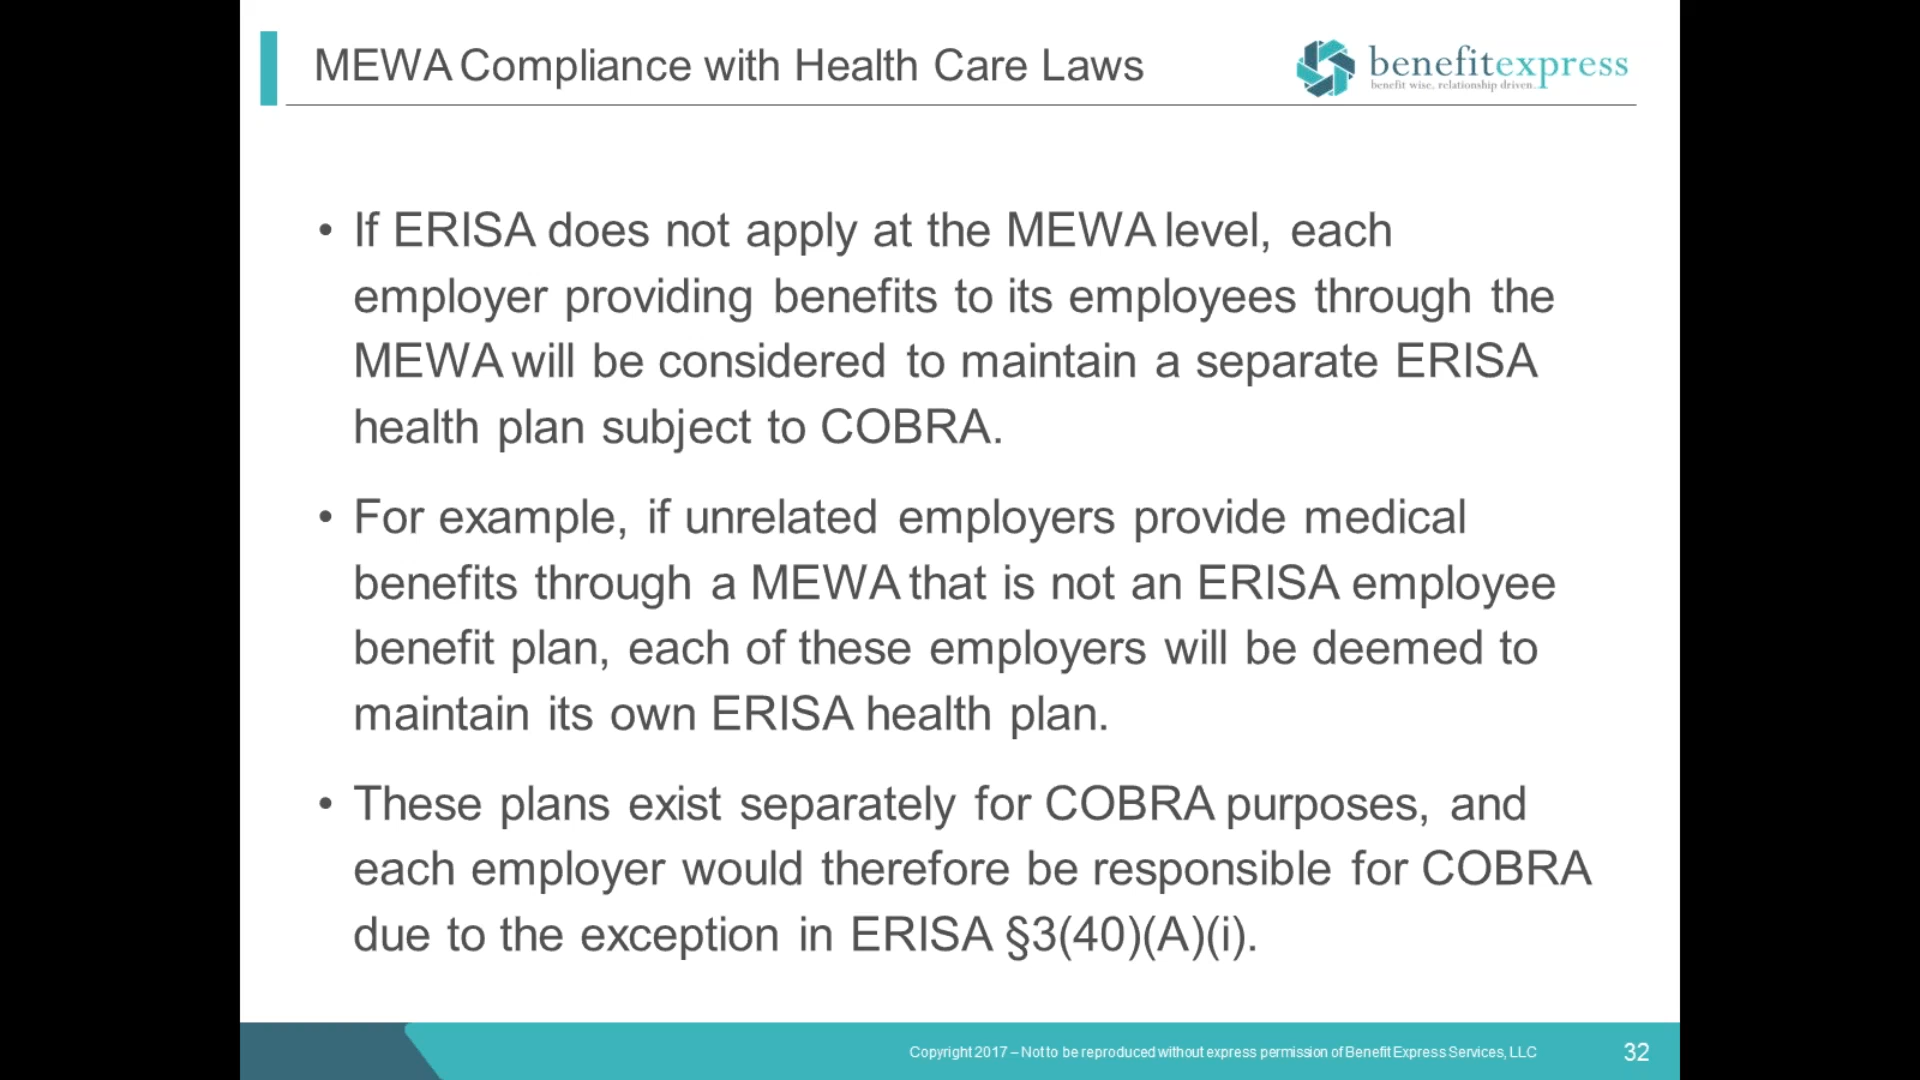 MEWA Compliance with Health Care Laws
benefitexpress
benefit wise. relationship driven.
• If ERISA does not apply at the MEWA level, each
employer providing benefits to its employees through the
MEWA will be considered to maintain a separate ERISA
health plan subject to COBRA.
• For example, if unrelated employers provide medical
benefits through a MEWA that is not an ERISA employee
benefit plan, each of these employers will be deemed to
maintain its own ERISA health plan.
• These plans exist separately for COBRA purposes, and
each employer would therefore be responsible for COBRA
due to the exception in ERISA §3(40)(A)(i).
Copyright 2017 – Not to be reproduced without express permission of Benefit Express Services, LLC
32